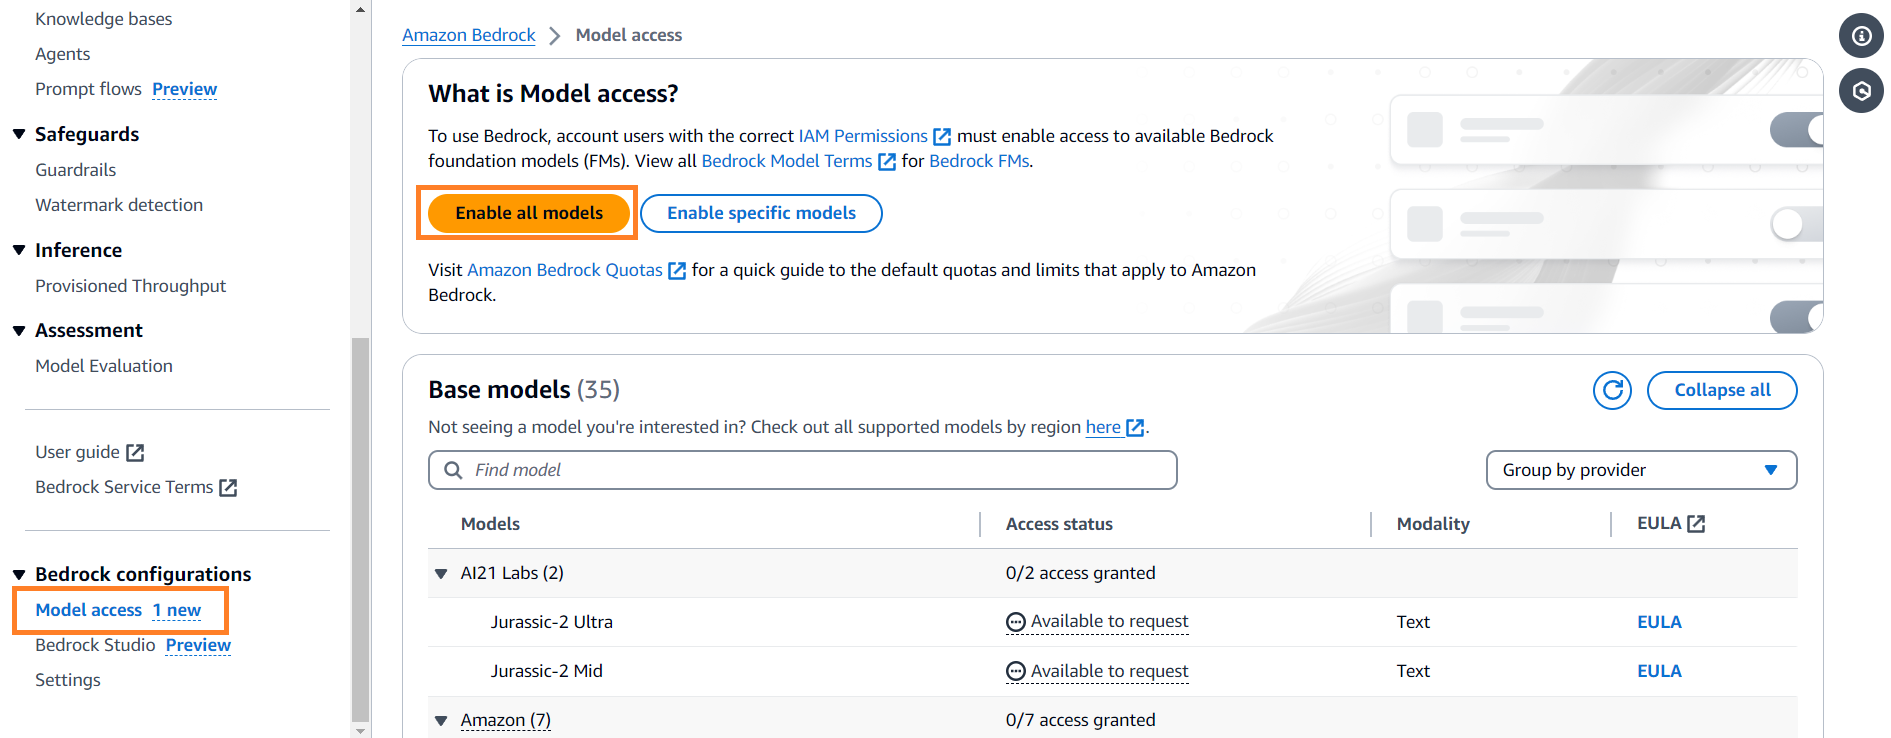 Knowledge bases
Agents
Prompt flows Preview
Safeguards
Guardrails
Watermark detection
Inference
Provisioned Throughput
Assessment
Model Evaluation
User guide
Bedrock Service Terms
Bedrock configurations
Model access 1 new
Bedrock Studio Preview
Settings
Amazon Bedrock > Model access
What is Model access?
To use Bedrock, account users with the correct IAM Permissions must enable access to available Bedrock
foundation models (FMs). View all Bedrock Model Terms for Bedrock FMs.
Enable all models Enable specific models
Visit Amazon Bedrock Quotas for a quick guide to the default quotas and limits that apply to Amazon
Bedrock.
Base models (35)
Collapse all
Not seeing a model you're interested in? Check out all supported models by region here.
Find model
Group by provider
Models Access status Modality EULA
AI21 Labs (2) 0/2 access granted
Jurassic-2 Ultra Available to request Text EULA
Jurassic-2 Mid Available to request Text EULA
Amazon (7) 0/7 access granted